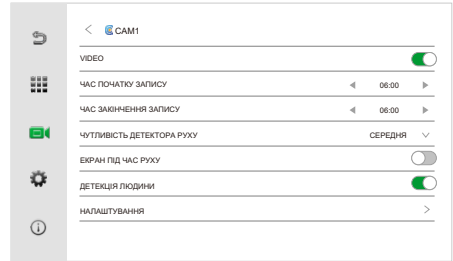 CAM1
VIDEO
ЧАС ПОЧАТКУ ЗАПИСУ 06:00
ЧАС ЗАКІНЧЕННЯ ЗАПИСУ 06:00
ЧУТЛИВІСТЬ ДЕТЕКТОРА РУХУ СЕРЕДНЯ
ЕКРАН ПІД ЧАС РУХУ
ДЕТЕКЦІЯ ЛЮДИНИ
НАЛАШТУВАННЯ